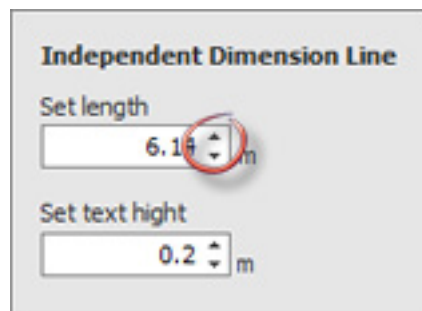 Independent Dimension Line
Set length
6.14 m
Set text hight
0.2 m